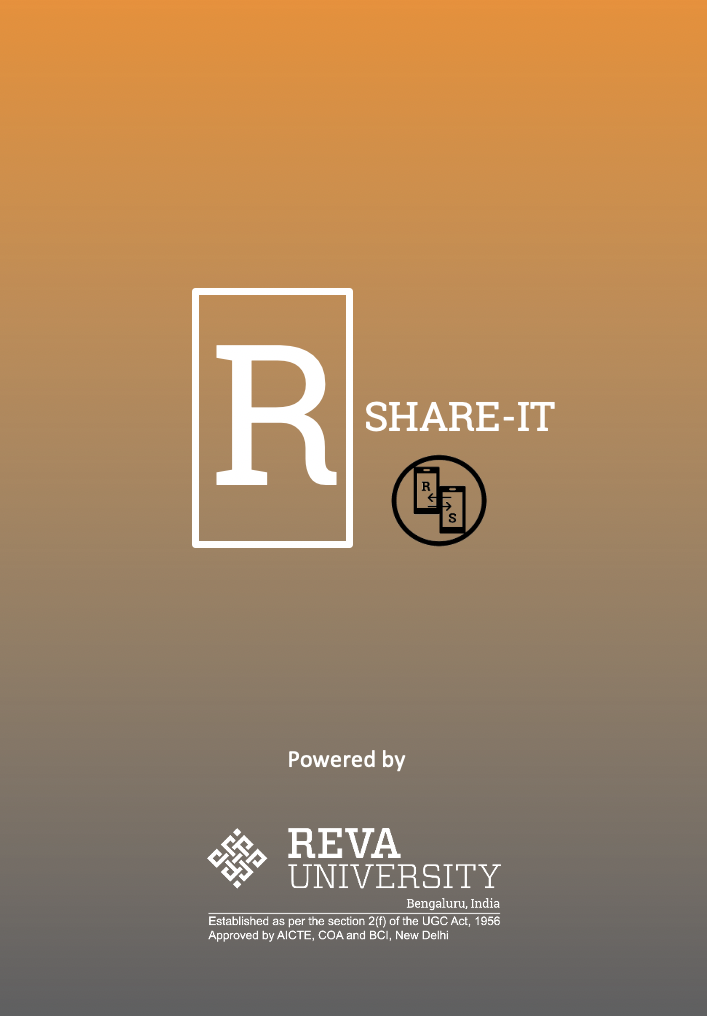 R
SHARE-IT
R
S
Powered by
REVA
UNIVERSITY
Bengaluru, India
Established as per the section 2(f) of the UGC Act, 1956
Approved by AICTE, COA and BCI, New Delhi